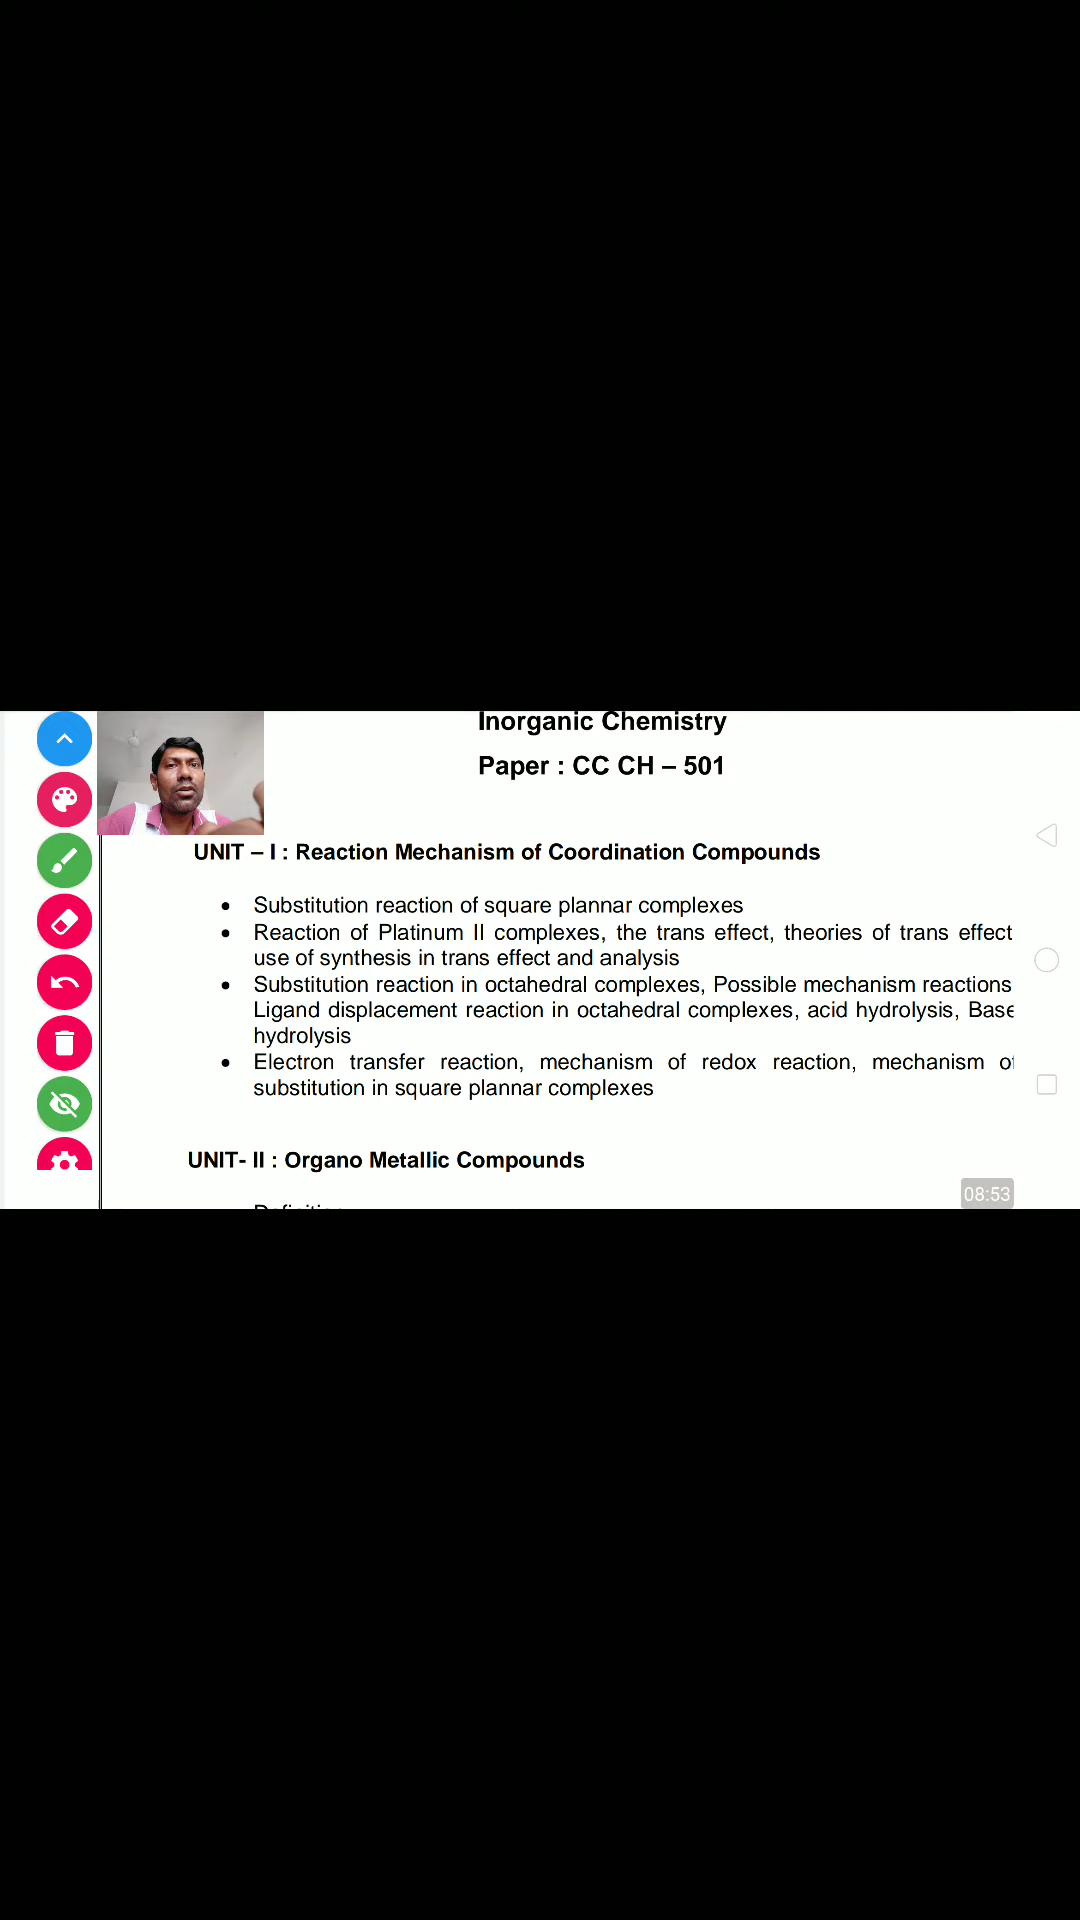 Inorganic Chemistry
Paper : CC CH – 501
UNIT – I : Reaction Mechanism of Coordination Compounds
• Substitution reaction of square plannar complexes
• Reaction of Platinum II complexes, the trans effect, theories of trans effect
use of synthesis in trans effect and analysis
• Substitution reaction in octahedral complexes, Possible mechanism reactions
Ligand displacement reaction in octahedral complexes, acid hydrolysis, Base
hydrolysis
• Electron transfer reaction, mechanism of redox reaction, mechanism of
substitution in square plannar complexes
UNIT- II : Organo Metallic Compounds
08:53